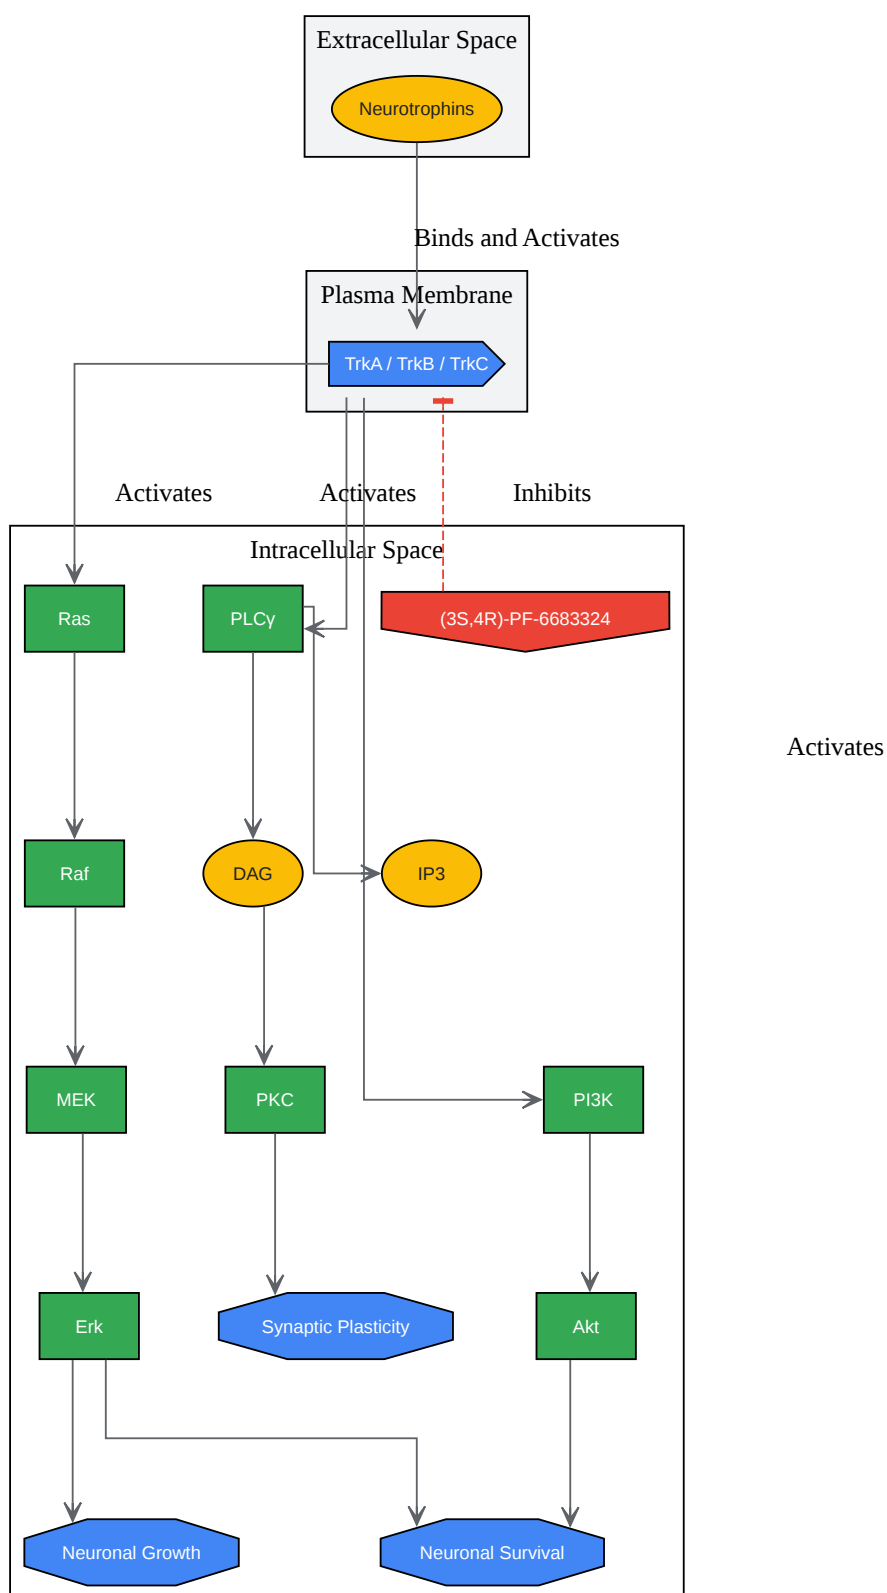 Extracellular Space
Neurotrophins
Binds and Activates
Plasma Membrane
TrkA / TrkB / TrkC
Activates
Activates
Inhibits
Intracellular Space
Ras
PLCγ
(3S,4R)-PF-6683324
Activates
Raf
DAG
IP3
MEK
PKC
PI3K
Erk
Synaptic Plasticity
Akt
Neuronal Growth
Neuronal Survival